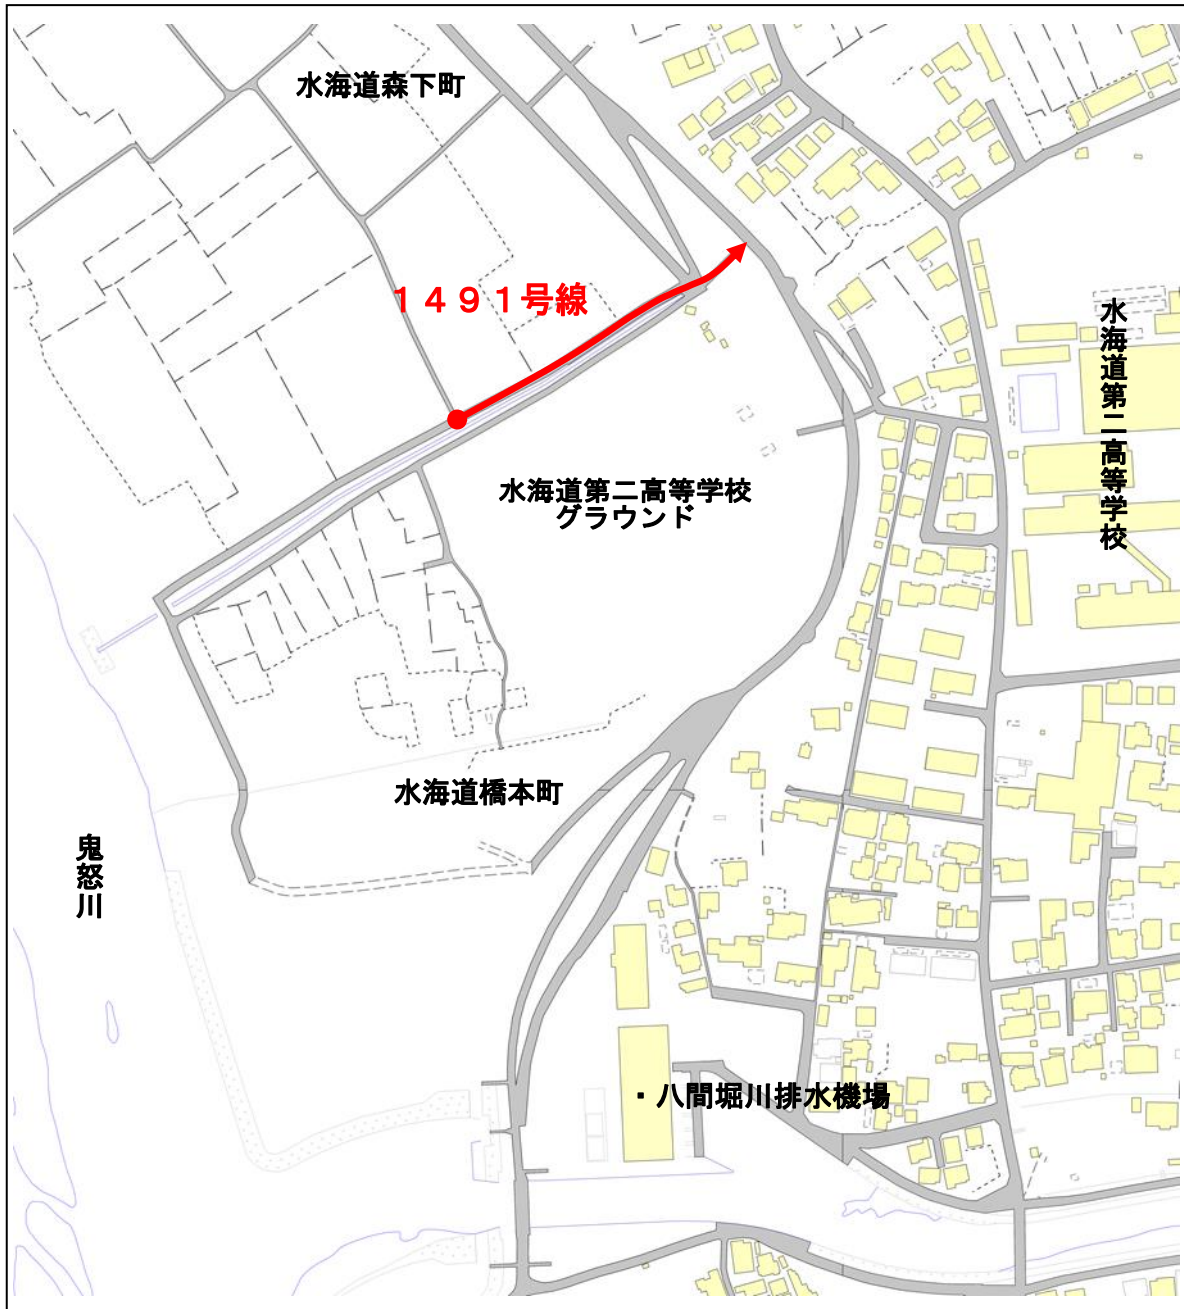 水海道森下町
１４９１号線
水海道第二高等学校
水海道第二高等学校
グラウンド
水海道橋本町
鬼怒川
・八間堀川排水機場